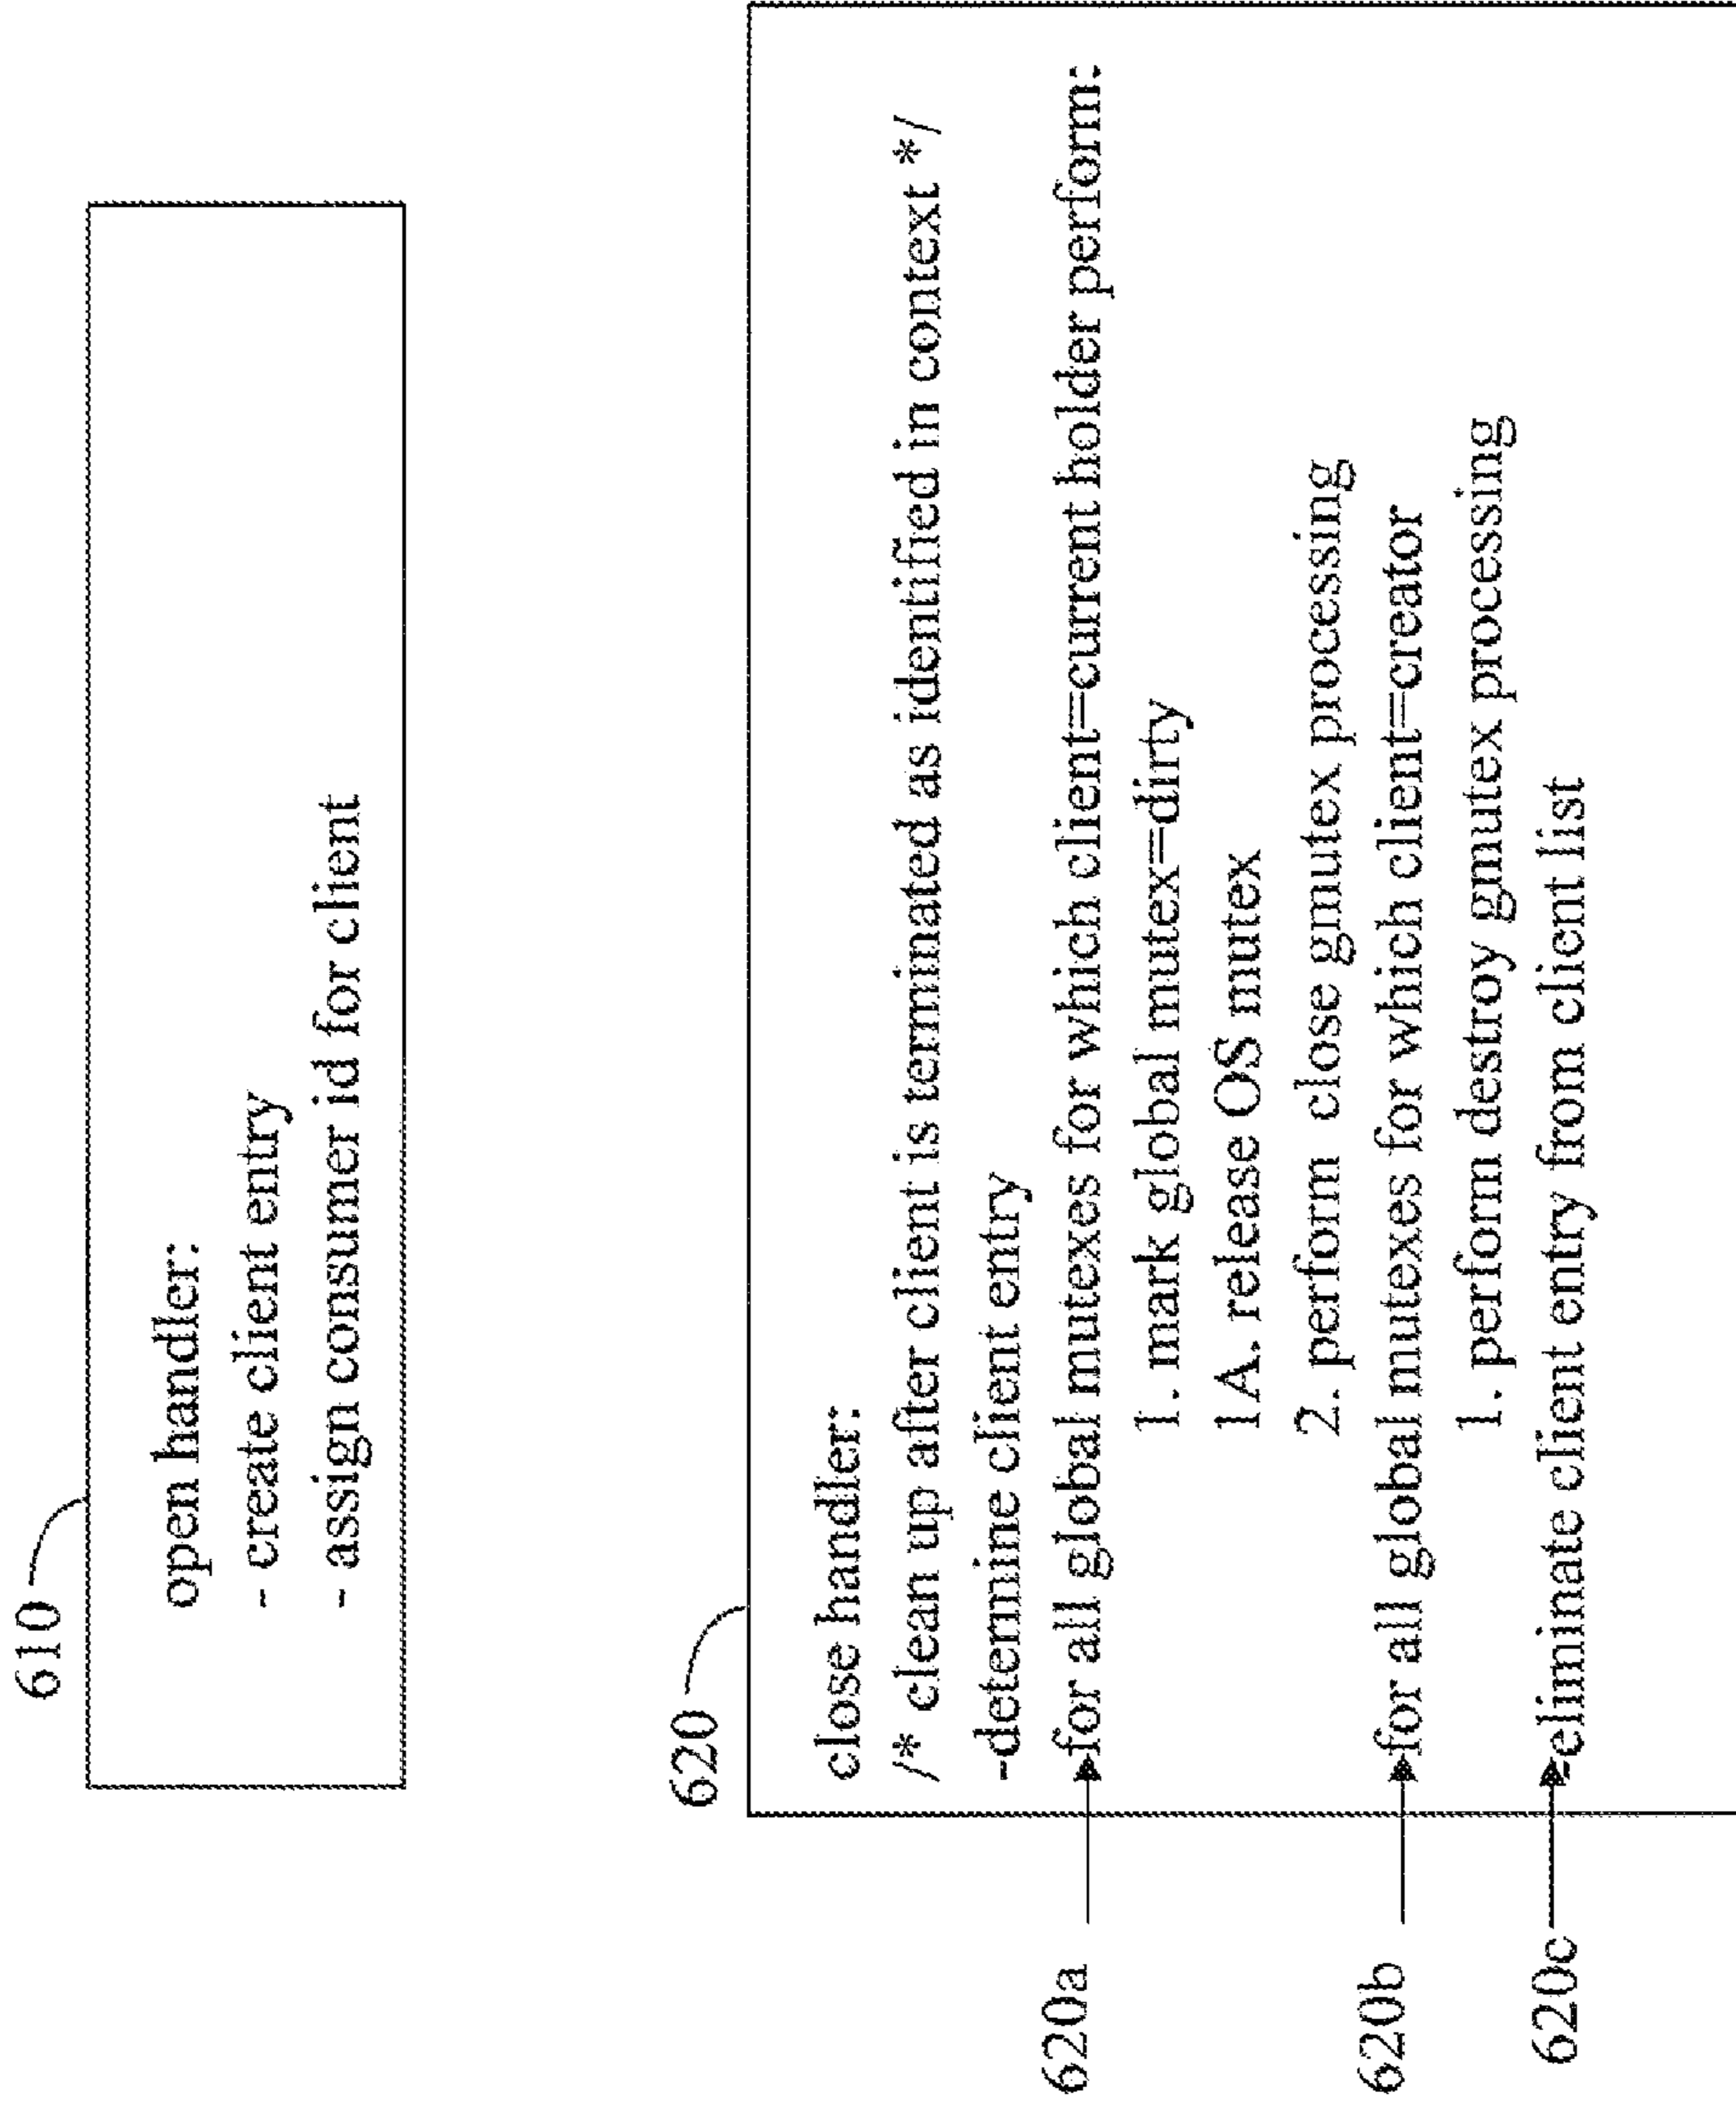 610
open handler:
- create client entry
- assign consumer id for client
620
close handler:
/* clean up after client is terminated as identified in context */
-determine client entry
620a
for all global mutexes for which client=current holder perform:
1. mark global mutex=dirty
1A. release OS mutex
2. perform close gmutex processing
620b
for all global mutexes for which client=creator
1. perform destroy gmutex processing
620c
-eliminate client entry from client list